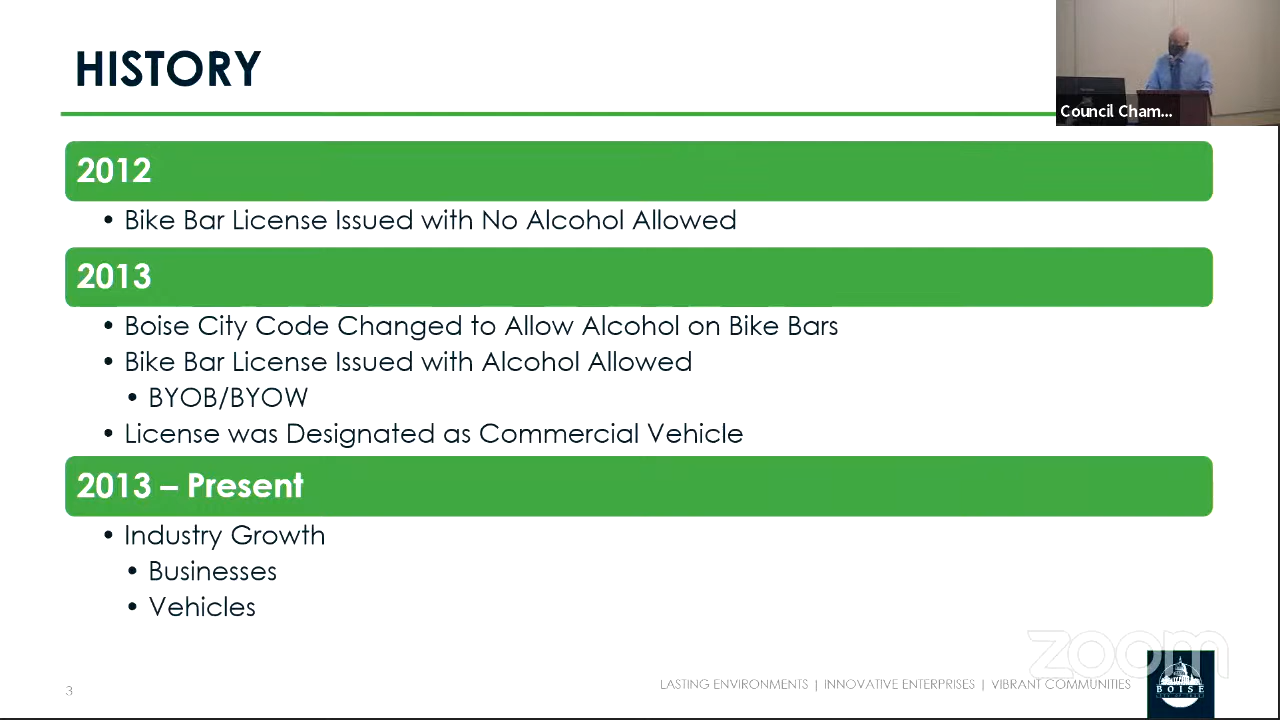 HISTORY
Council Cham...
2012
• Bike Bar License Issued with No Alcohol Allowed
2013
• Boise City Code Changed to Allow Alcohol on Bike Bars
• Bike Bar License Issued with Alcohol Allowed
• BYOB/BYOW
• License was Designated as Commercial Vehicle
2013 – Present
• Industry Growth
• Businesses
• Vehicles
zoom
3
LASTING ENVIRONMENTS | INNOVATIVE ENTERPRISES | VIBRANT COMMUNITIES
BOISE